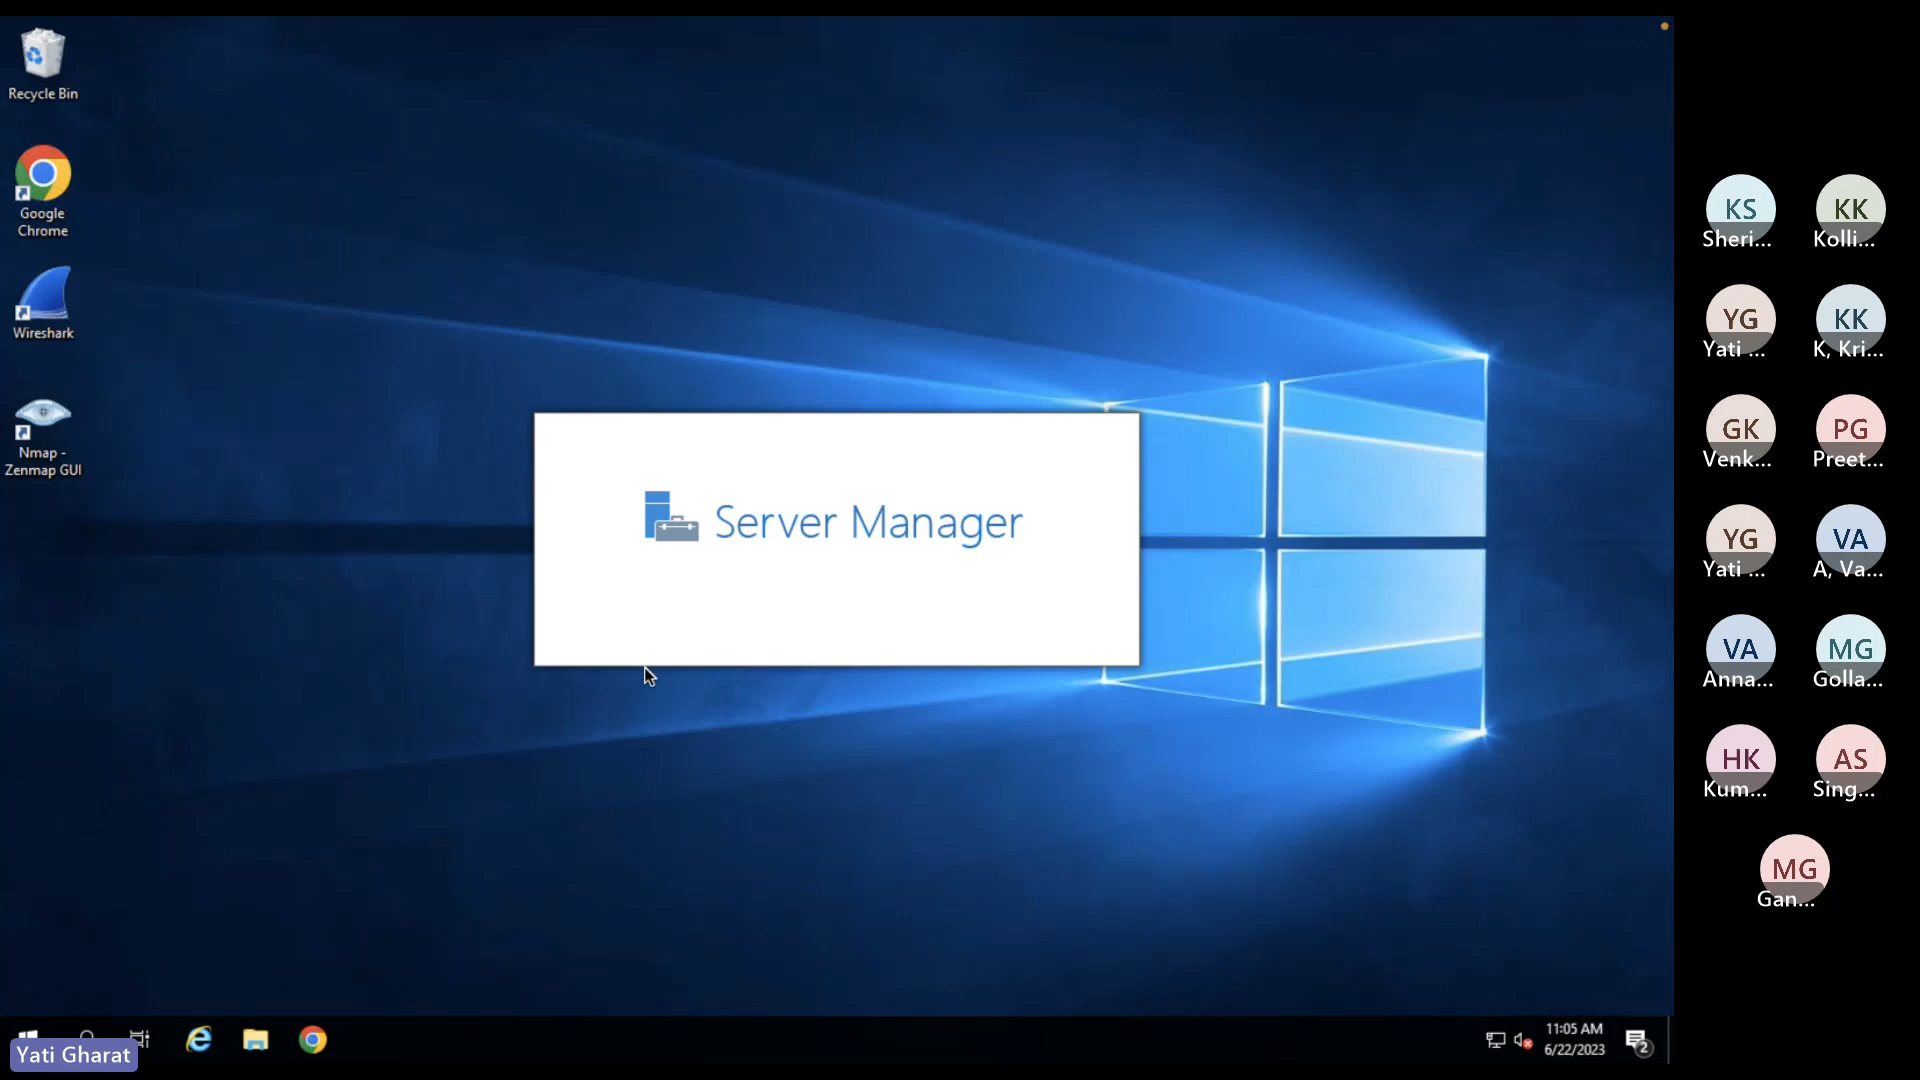 Recycle Bin
Google
Chrome
Wireshark
Nmap -
Zenmap GUI
Server Manager
KS
Sheri...
KK
Kolli...
YG
Yati ...
KK
K, Kri...
GK
Venk...
PG
Preet...
YG
Yati ...
VA
A, Va...
VA
Anna...
MG
Golla...
HK
Kum...
AS
Sing...
MG
Gan...
Yati Gharat
11:05 AM
6/22/2023
2